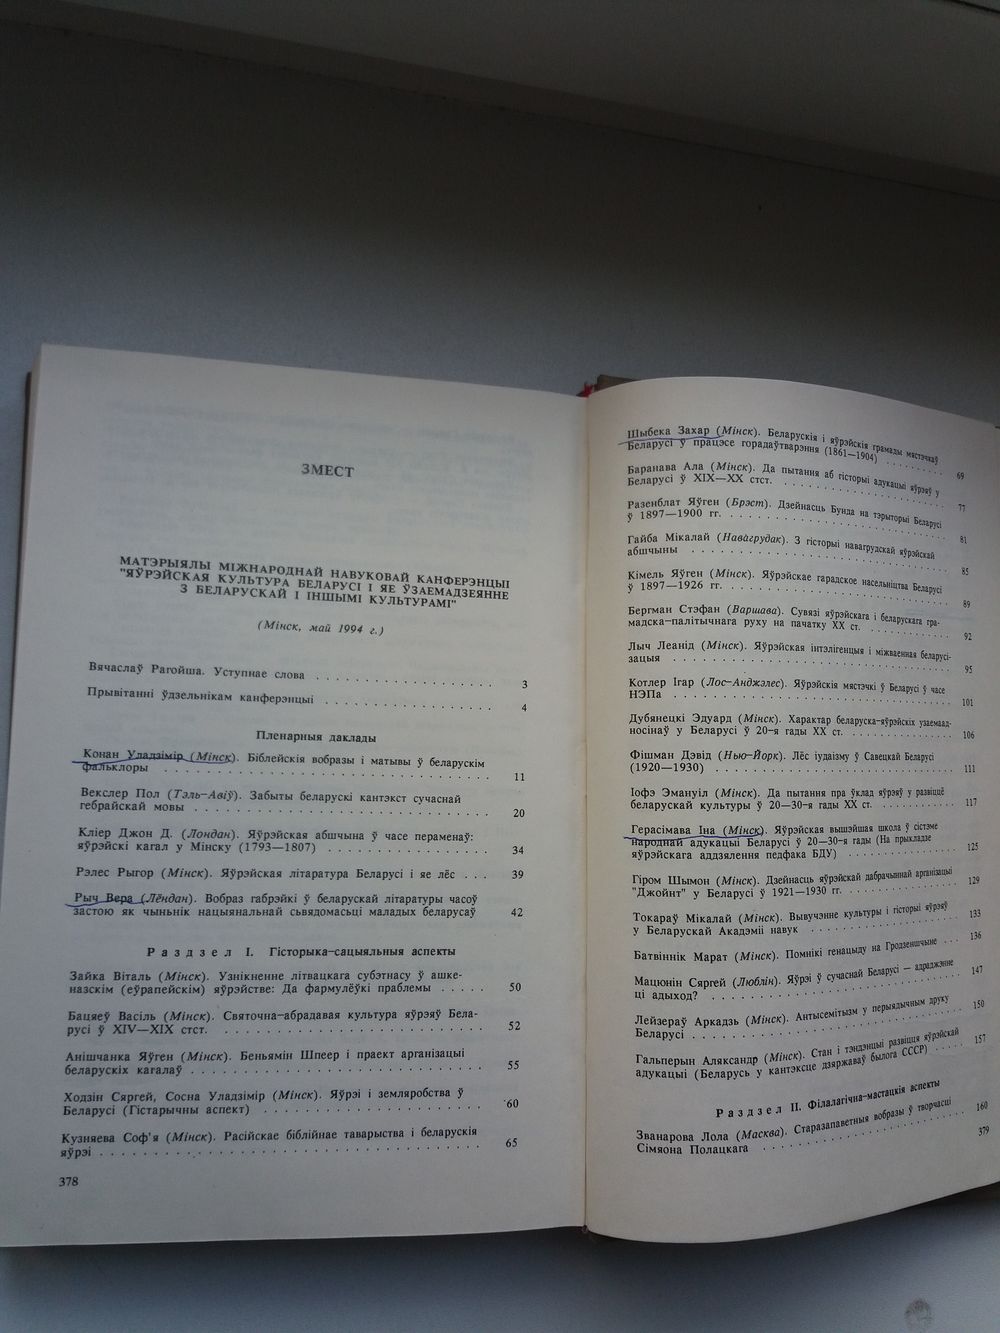 ЗМЕСТ
МАТЭРЫЯЛЫ МІЖНАРОДНАЙ НАВУКОВАЙ КАНФЕРЭНЦЫІ
"ЯЎРЭЙСКАЯ КУЛЬТУРА БЕЛАРУСІ І ЯЕ ЎЗАЕМАДЗЕЯННЕ
З БЕЛАРУСКАЙ І ІНШЫМІ КУЛЬТУРАМІ"
(Мінск, май 1994 г.)
Вячаслаў Рагойша. Уступнае слова . . . . . . . . . . . . . . . . . 3
Прывітанні ўдзельнікам канферэнцыі . . . . . . . . . . . . . . . . 4
Пленарныя даклады
Конан Уладзімір (Мінск). Біблейскія вобразы і матывы ў беларускім
фальклоры . . . . . . . . . . . . . . . . . . . . . . . . . . 11
Векслер Пол (Тэль-Авіў). Забыты беларускі кантэкст сучаснай
гебрайскай мовы . . . . . . . . . . . . . . . . . . . . . . . . 20
Кліер Джон Д. (Лондан). Яўрэйская абшчына ў часе пераменаў:
яўрэйскі кагал у Мінску (1793—1807) . . . . . . . . . . . . . . . 34
Рэлес Рыгор (Мінск). Яўрэйская літаратура Беларусі і яе лёс . . . 39
Рыч Вера (Лёндан). Вобраз габрэйкі ў беларускай літаратуры часоў
застою як чыньнік нацыянальнай сьвядомасьці маладых беларусаў 42
Раздзел I. Гісторыка-сацыяльныя аспекты
Зайка Віталь (Мінск). Узнікненне літвацкага субэтнасу ў ашке-
назскім (еўрапейскім) яўрэйстве: Да фармулёўкі праблемы . . . . . 50
Бацяеў Васіль (Мінск). Святочна-абрадавая культура яўрэяў Бела-
русі ў XIV—XIX стст. . . . . . . . . . . . . . . . . . . . . . . 52
Анішчанка Яўген (Мінск). Беньямін Шпеер і праект арганізацыі
беларускіх кагалаў . . . . . . . . . . . . . . . . . . . . . . . 55
Ходзін Сяргей, Сосна Уладзімір (Мінск). Яўрэі і земляробства ў
Беларусі (Гістарычны аспект) . . . . . . . . . . . . . . . . . . 60
Кузняева Соф'я (Мінск). Расійскае біблійнае таварыства і беларускія
яўрэі . . . . . . . . . . . . . . . . . . . . . . . . . . . . . 65
378
Шыбека Захар (Мінск). Беларускія і яўрэйскія грамады мястэчкаў
Беларусі ў працэсе горадаўтварэння (1861—1904) . . . . . . . . 69
Баранава Ала (Мінск). Да пытання аб гісторыі адукацыі яўрэяў у
Беларусі ў XIX—XX стст. . . . . . . . . . . . . . . . . . . . 77
Разенблат Яўген (Брэст). Дзейнасць Бунда на тэрыторыі Беларусі
ў 1897—1900 гг. . . . . . . . . . . . . . . . . . . . . . . . . 81
Гайба Мікалай (Навагрудак). З гісторыі навагрудскай яўрэйскай
абшчыны . . . . . . . . . . . . . . . . . . . . . . . . . . . . 85
Кімель Яўген (Мінск). Яўрэйскае гарадское насельніцтва Беларусі
ў 1897—1926 гг. . . . . . . . . . . . . . . . . . . . . . . . . 89
Бергман Стэфан (Варшава). Сувязі яўрэйскага і беларускага гра-
мадска-палітычнага руху на пачатку XX ст. . . . . . . . . . . . 92
Лыч Леанід (Мінск). Яўрэйская інтэлігенцыя і міжваенная беларусі-
зацыя . . . . . . . . . . . . . . . . . . . . . . . . . . . . . 95
Котлер Ігар (Лос-Анджэлес). Яўрэйскія мястэчкі ў Беларусі ў часе
НЭПа . . . . . . . . . . . . . . . . . . . . . . . . . . . . . 101
Дубянецкі Эдуард (Мінск). Характар беларуска-яўрэйскіх узаемаад-
носінаў у Беларусі ў 20-я гады XX ст. . . . . . . . . . . . . . 106
Фішман Дэвід (Нью-Йорк). Лёс іудаізму ў Савецкай Беларусі
(1920—1930) . . . . . . . . . . . . . . . . . . . . . . . . . . 111
Іофэ Эмануіл (Мінск). Да пытання пра ўклад яўрэяў у развіццё
беларускай культуры ў 20—30-я гады XX ст. . . . . . . . . . . . 117
Герасімава Іна (Мінск). Яўрэйская вышэйшая школа ў сістэме
народнай адукацыі Беларусі ў 20—30-я гады (На прыкладзе
яўрэйскага аддзялення педфака БДУ) . . . . . . . . . . . . . . 125
Гіром Шымон (Мінск). Дзейнасць яўрэйскай дабрачыннай арганізацыі
"Джойнт" у Беларусі ў 1921—1930 гг. . . . . . . . . . . . . . . 129
Токараў Мікалай (Мінск). Вывучэнне культуры і гісторыі яўрэяў
у Беларускай Акадэміі навук . . . . . . . . . . . . . . . . . . 133
Батвіннік Марат (Мінск). Помнікі генацыду на Гродзеншчыне . . . 136
Мацюнін Сяргей (Люблін). Яўрэі ў сучаснай Беларусі — адраджэнне
ці адыход? . . . . . . . . . . . . . . . . . . . . . . . . . . 147
Лейзераў Аркадзь (Мінск). Антысемітызм у перыядычным друку
Беларусі . . . . . . . . . . . . . . . . . . . . . . . . . . . 150
Гальперын Аляксандр (Мінск). Стан і тэндэнцыі развіцця яўрэйскай
адукацыі (Беларусь у кантэксце дзяржаваў былога СССР) . . . . . 157
Раздзел II. Філалагічна-мастацкія аспекты
Званарова Лола (Масква). Старазапаветныя вобразы ў творчасці
Сімяона Полацкага . . . . . . . . . . . . . . . . . . . . . . . 160
379